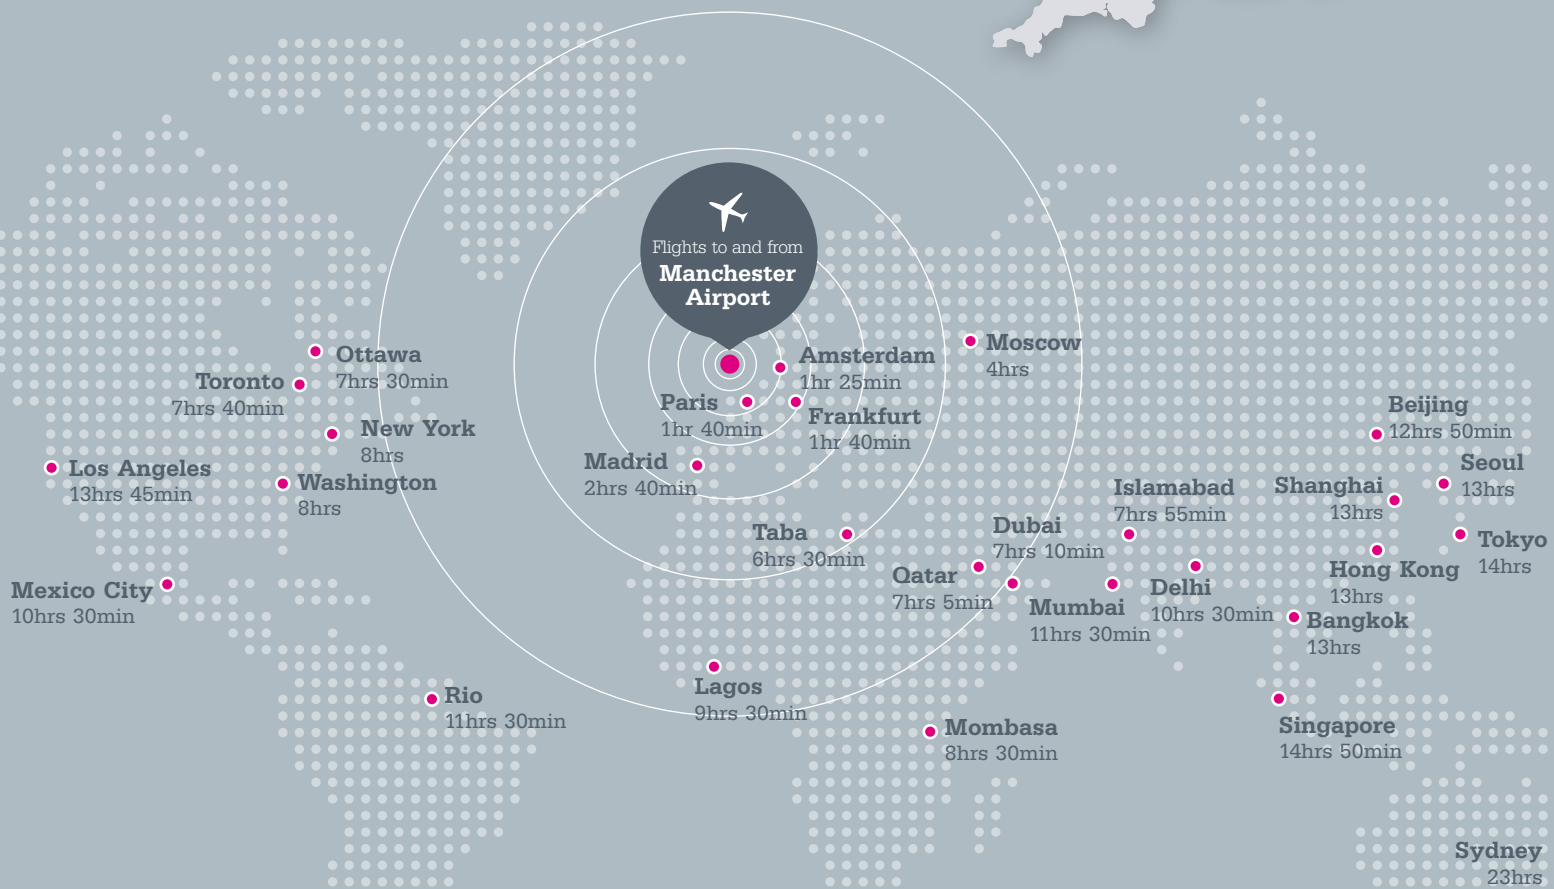 Flights to and from
Manchester
Airport
Ottawa
7hrs 30min
Toronto
7hrs 40min
New York
8hrs
Los Angeles
13hrs 45min
Washington
8hrs
Mexico City
10hrs 30min
Rio
11hrs 30min
Amsterdam
1hr 25min
Paris
1hr 40min
Frankfurt
1hr 40min
Madrid
2hrs 40min
Moscow
4hrs
Taba
6hrs 30min
Lagos
9hrs 30min
Mombasa
8hrs 30min
Qatar
7hrs 5min
Dubai
7hrs 10min
Islamabad
7hrs 55min
Mumbai
11hrs 30min
Delhi
10hrs 30min
Beijing
12hrs 50min
Seoul
13hrs
Shanghai
13hrs
Tokyo
14hrs
Hong Kong
13hrs
Bangkok
13hrs
Singapore
14hrs 50min
Sydney
23hrs